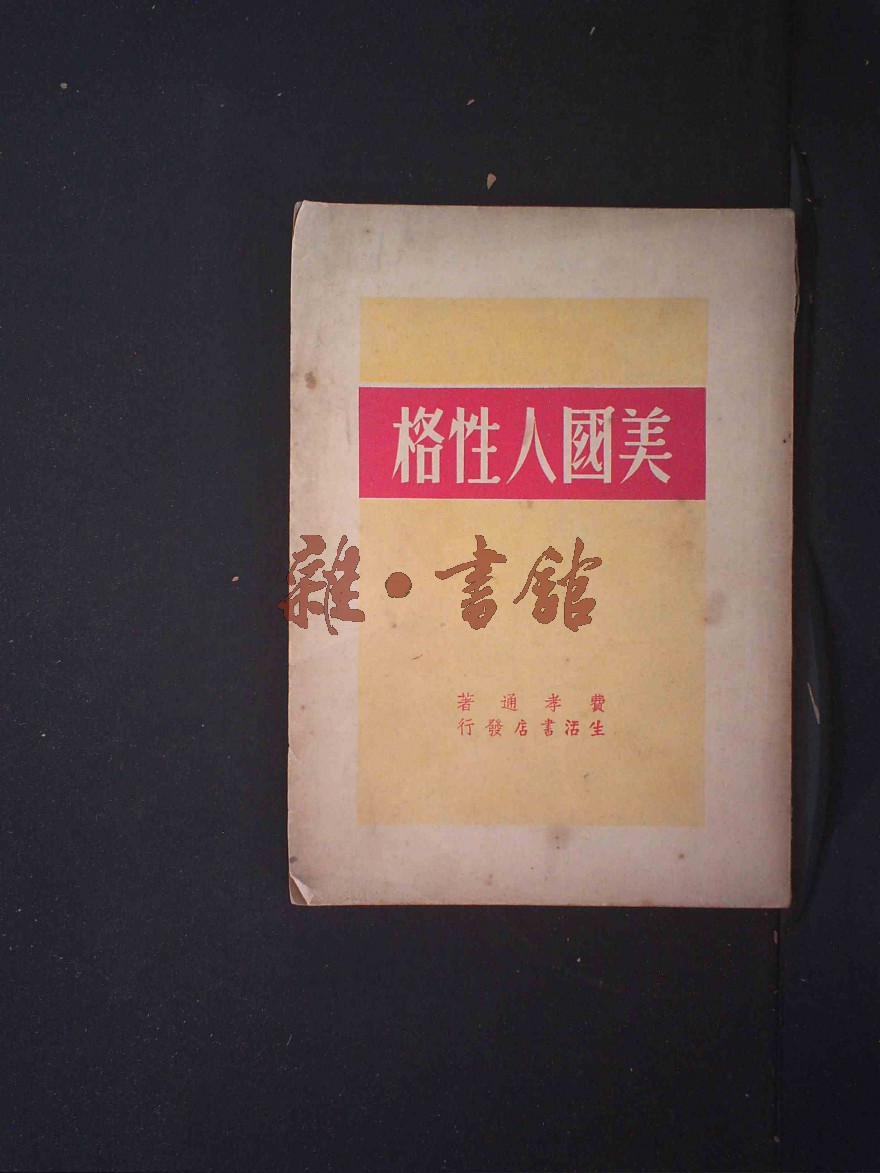 美國人性格
雜·書館
費孝通著
生活書店發行